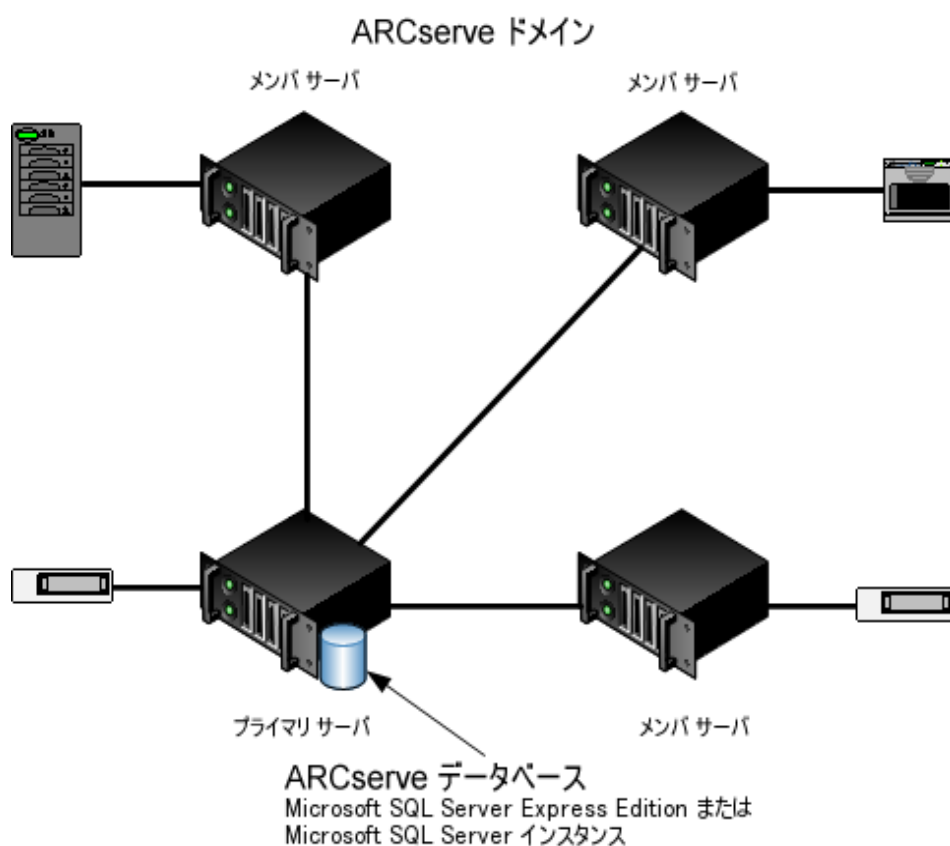 ARCserve ドメイン
メンバ サーバ
メンバ サーバ
プライマリ サーバ
メンバ サーバ
ARCserve データベース
Microsoft SQL Server Express Edition または
Microsoft SQL Server インスタンス